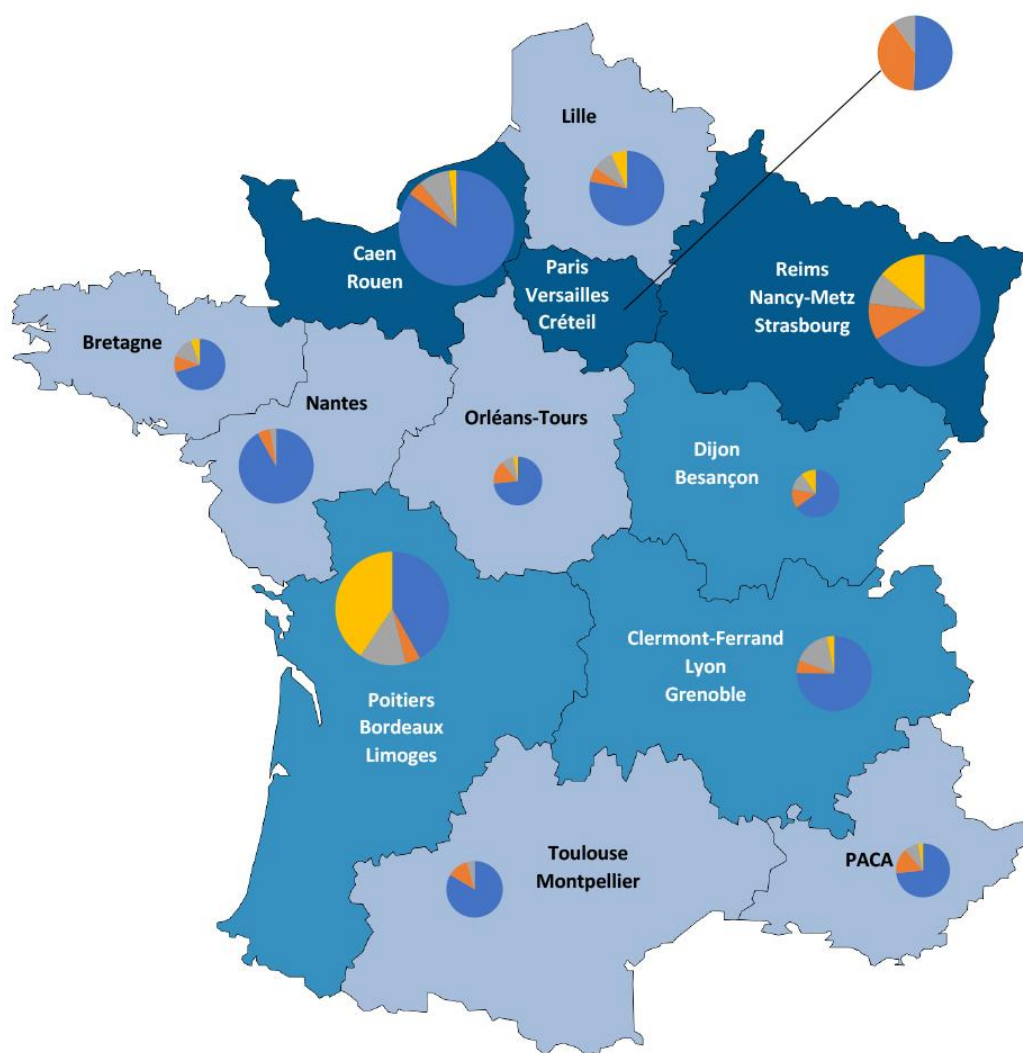 Lille
Caen
Rouen
Paris
Versailles
Créteil
Reims
Nancy-Metz
Strasbourg
Bretagne
Nantes
Orléans-Tours
Dijon
Besançon
Clermont-Ferrand
Lyon
Grenoble
Poitiers
Bordeaux
Limoges
Toulouse
Montpellier
PACA